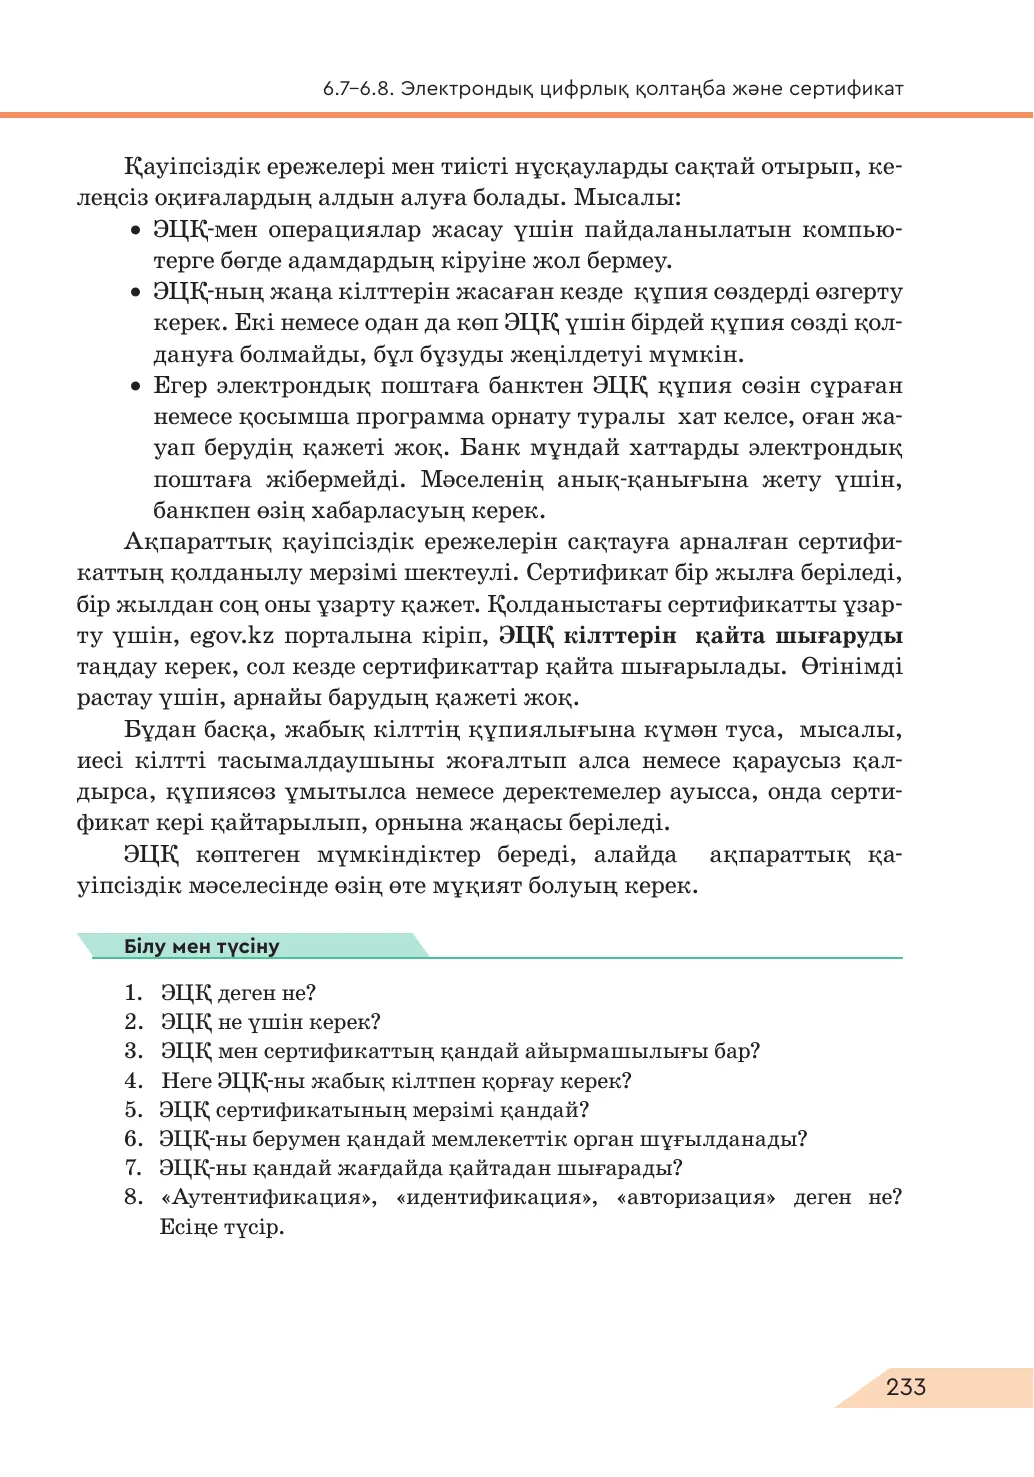 6.7–6.8. Электрондық цифрлық қолтаңба және сертификат
Қауіпсіздік ережелері мен тиісті нұсқауларды сақтай отырып, ке-
леңсіз оқиғалардың алдын алуға болады. Мысалы:
• ЭЦҚ-мен операциялар жасау үшін пайдаланылатын компью-
терге бөгде адамдардың кіруіне жол бермеу.
• ЭЦҚ-ның жаңа кілттерін жасаған кезде құпия сөздерді өзгерту
керек. Екі немесе одан да көп ЭЦҚ үшін бірдей құпия сөзді қол-
дануға болмайды, бұл бұзуды жеңілдетуі мүмкін.
• Егер электрондық поштаға банктен ЭЦҚ құпия сөзін сұраған
немесе қосымша программа орнату туралы хат келсе, оған жа-
уап берудің қажеті жоқ. Банк мұндай хаттарды электрондық
поштаға жібермейді. Мәселенің анық-қанығына жету үшін,
банкпен өзің хабарласуың керек.
Ақпараттық қауіпсіздік ережелерін сақтауға арналған сертифи-
каттың қолданылу мерзімі шектеулі. Сертификат бір жылға беріледі,
бір жылдан соң оны ұзарту қажет. Қолданыстағы сертификатты ұзар-
ту үшін, egov.kz порталына кіріп, ЭЦҚ кілттерін қайта шығаруды
таңдау керек, сол кезде сертификаттар қайта шығарылады. Өтінімді
растау үшін, арнайы барудың қажеті жоқ.
Бұдан басқа, жабық кілттің құпиялығына күмән туса, мысалы,
иесі кілтті тасымалдаушыны жоғалтып алса немесе қараусыз қал-
дырса, құпиясөз ұмытылса немесе деректемелер ауысса, онда серти-
фикат кері қайтарылып, орнына жаңасы беріледі.
ЭЦҚ көптеген мүмкіндіктер береді, алайда ақпараттық қа-
уіпсіздік мәселесінде өзің өте мұқият болуың керек.
Білу мен түсіну
1. ЭЦҚ деген не?
2. ЭЦҚ не үшін керек?
3. ЭЦҚ мен сертификаттың қандай айырмашылығы бар?
4. Неге ЭЦҚ-ны жабық кілтпен қорғау керек?
5. ЭЦҚ сертификатының мерзімі қандай?
6. ЭЦҚ-ны берумен қандай мемлекеттік орган шұғылданады?
7. ЭЦҚ-ны қандай жағдайда қайтадан шығарады?
8. «Аутентификация», «идентификация», «авторизация» деген не?
Есіңе түсір.
233